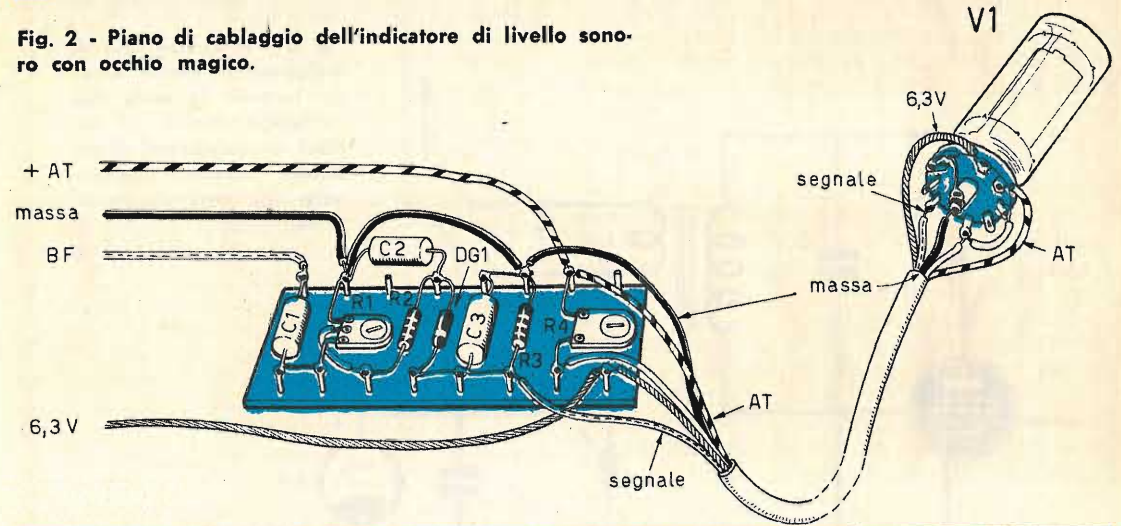 Fig. 2 - Piano di cablaggio dell'indicatore di livello sono-
ro con occhio magico.
V1
6,3V
segnale
AT
massa
+ AT
massa
BF
C2
DG1
R1
R2
C1
C3
R4
R3
6,3V
AT
segnale